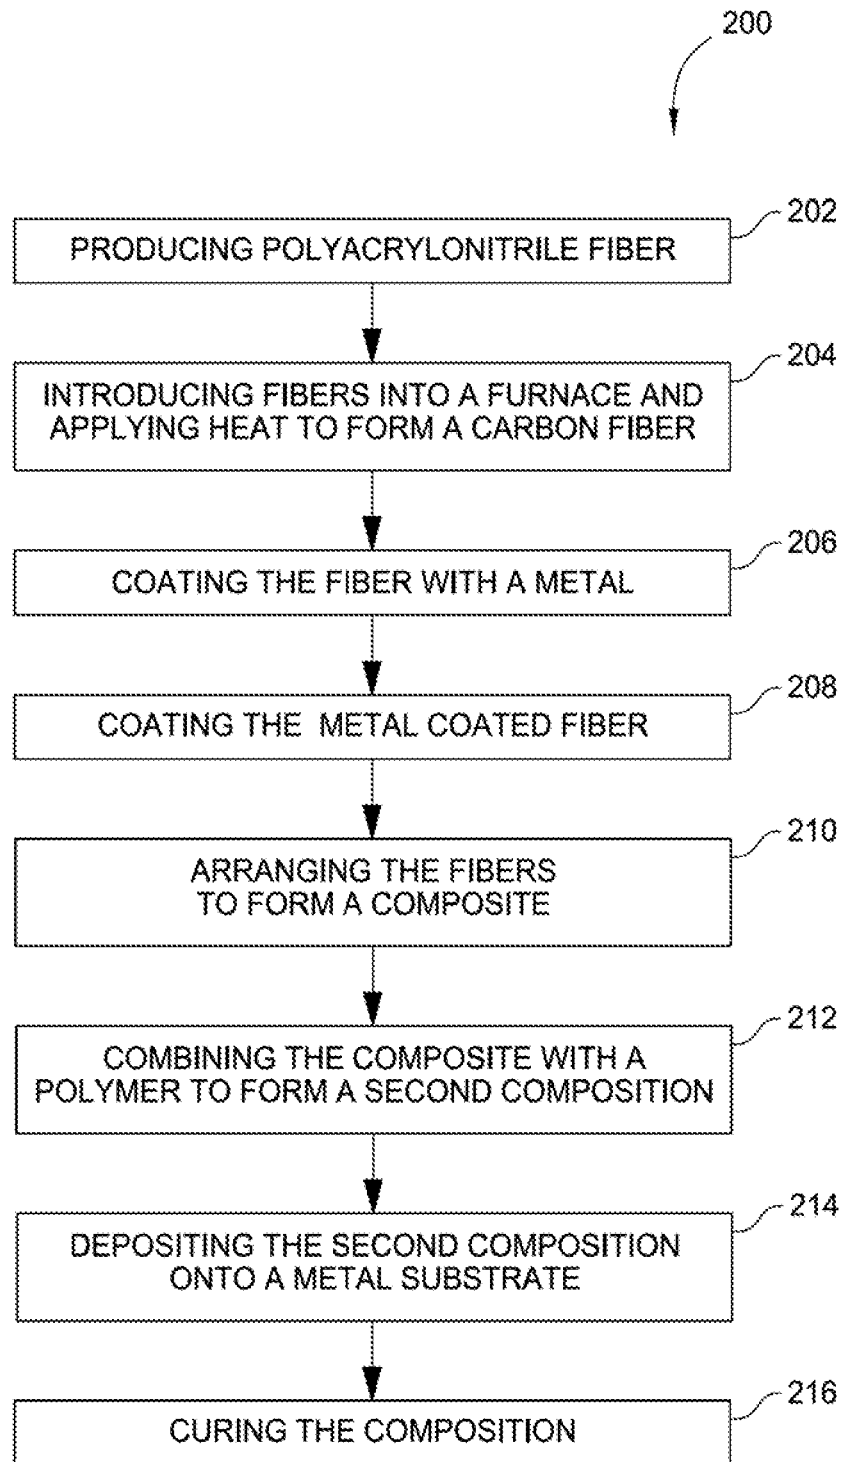 200
202
PRODUCING POLYACRYLONITRILE FIBER
204
INTRODUCING FIBERS INTO A FURNACE AND
APPLYING HEAT TO FORM A CARBON FIBER
206
COATING THE FIBER WITH A METAL
208
COATING THE METAL COATED FIBER
210
ARRANGING THE FIBERS
TO FORM A COMPOSITE
212
COMBINING THE COMPOSITE WITH A
POLYMER TO FORM A SECOND COMPOSITION
214
DEPOSITING THE SECOND COMPOSITION
ONTO A METAL SUBSTRATE
216
CURING THE COMPOSITION